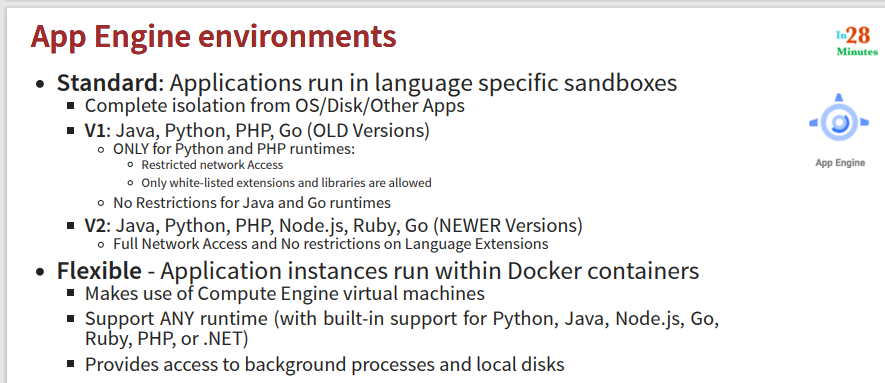 App Engine environments
In28
Minutes
Standard: Applications run in language specific sandboxes
Complete isolation from OS/Disk/Other Apps
V1: Java, Python, PHP, Go (OLD Versions)
ONLY for Python and PHP runtimes:
Restricted network Access
Only white-listed extensions and libraries are allowed
No Restrictions for Java and Go runtimes
V2: Java, Python, PHP, Node.js, Ruby, Go (NEWER Versions)
Full Network Access and No restrictions on Language Extensions
Flexible - Application instances run within Docker containers
Makes use of Compute Engine virtual machines
Support ANY runtime (with built-in support for Python, Java, Node.js, Go,
Ruby, PHP, or .NET)
Provides access to background processes and local disks
App Engine